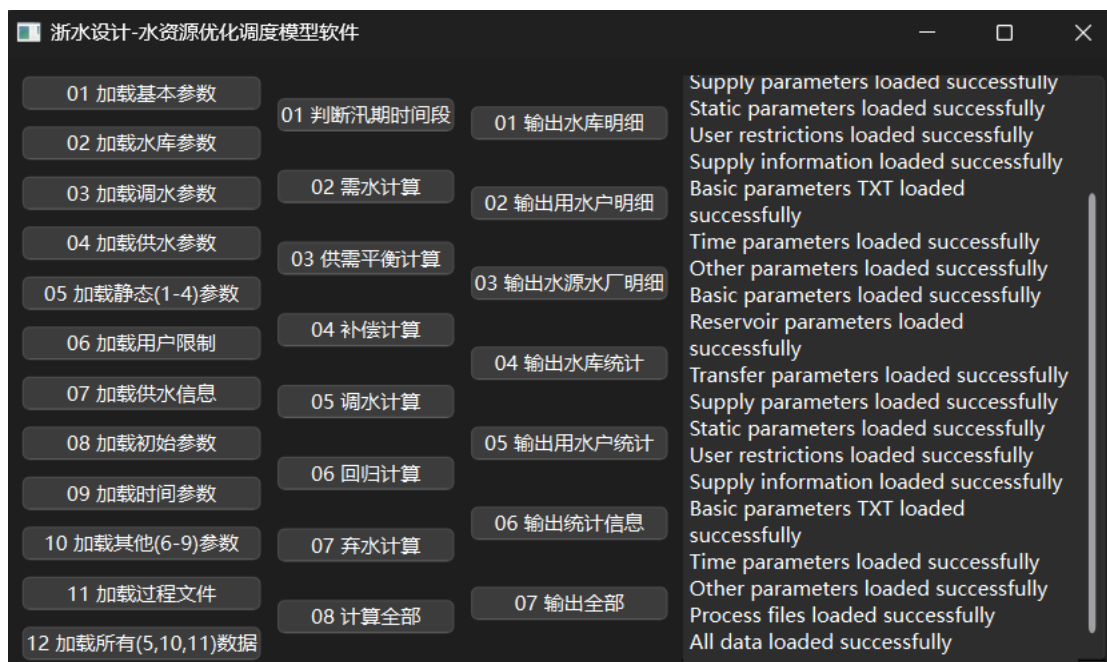 浙水设计-水资源优化调度模型软件
01 加载基本参数
02 加载水库参数
03 加载调水参数
04 加载供水参数
05 加载静态(1-4)参数
06 加载用户限制
07 加载供水信息
08 加载初始参数
09 加载时间参数
10 加载其他(6-9)参数
11 加载过程文件
12 加载所有(5,10,11)数据
01 判断汛期时间段
02 需水计算
03 供需平衡计算
04 补偿计算
05 调水计算
06 回归计算
07 弃水计算
08 计算全部
01 输出水库明细
02 输出用水户明细
03 输出水源水厂明细
04 输出水库统计
05 输出用水户统计
06 输出统计信息
07 输出全部
Supply parameters loaded successfully
Static parameters loaded successfully
User restrictions loaded successfully
Supply information loaded successfully
Basic parameters TXT loaded
successfully
Time parameters loaded successfully
Other parameters loaded successfully
Basic parameters loaded successfully
Reservoir parameters loaded
successfully
Transfer parameters loaded successfully
Supply parameters loaded successfully
Static parameters loaded successfully
User restrictions loaded successfully
Supply information loaded successfully
Basic parameters TXT loaded
successfully
Time parameters loaded successfully
Other parameters loaded successfully
Process files loaded successfully
All data loaded successfully